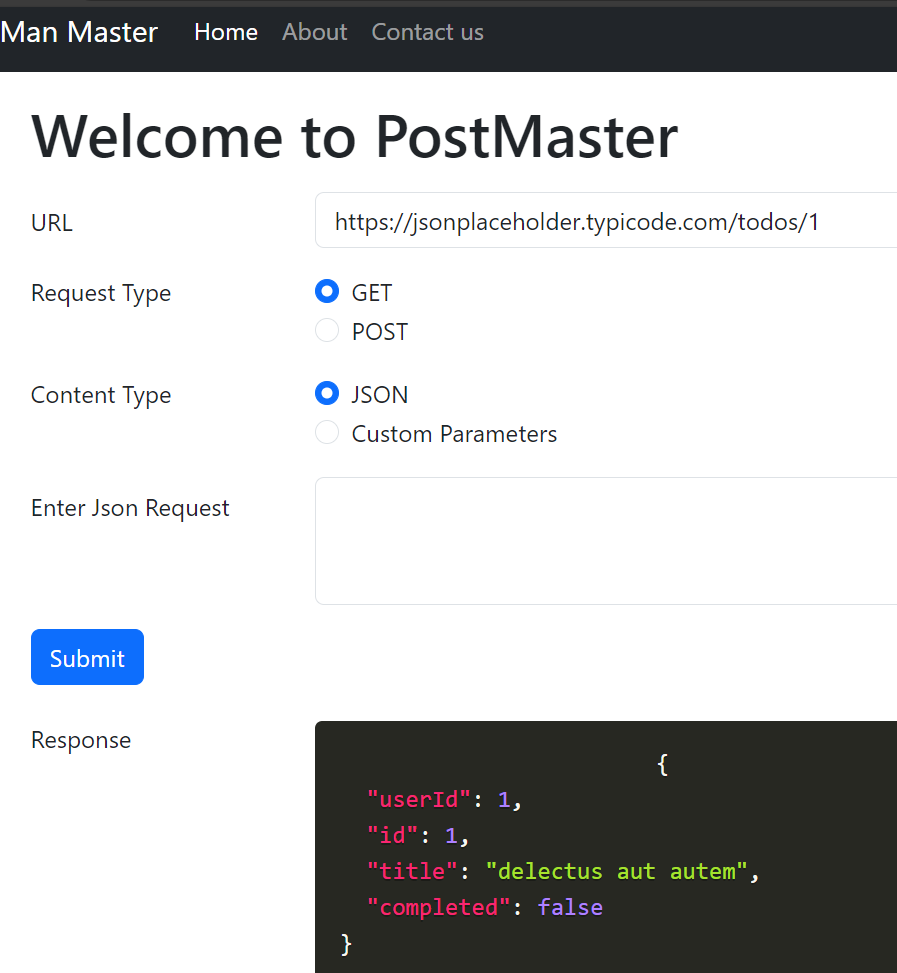 Man Master Home About Contact us
Welcome to PostMaster
URL https://jsonplaceholder.typicode.com/todos/1
Request Type GET
POST
Content Type JSON
Custom Parameters
Enter Json Request
Submit
Response
{
"userId": 1,
"id": 1,
"title": "delectus aut autem",
"completed": false
}